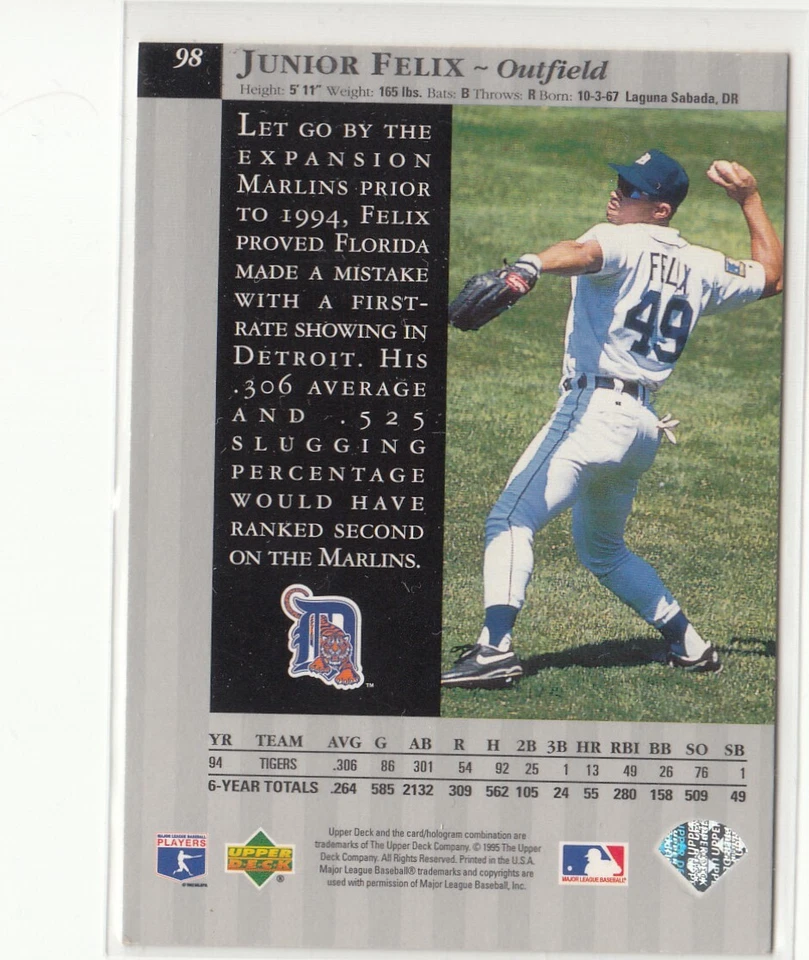 98
JUNIOR FELIX ~ Outfield
Height: 5' 11" Weight: 165 lbs. Bats: B Throws: R Born: 10-3-67 Laguna Sabada, DR
LET GO BY THE
EXPANSION
MARLINS PRIOR
TO 1994, FELIX
PROVED FLORIDA
MADE A MISTAKE
WITH A FIRST-
RATE SHOWING IN
DETROIT. HIS
.306 AVERAGE
AND .525
SLUGGING
PERCENTAGE
WOULD HAVE
RANKED SECOND
ON THE MARLINS.
FELIX
49
D
TM
YR TEAM AVG G AB R H 2B 3B HR RBI BB SO SB
94 TIGERS .306 86 301 54 92 25 1 13 49 26 76 1
6-YEAR TOTALS .264 585 2132 309 562 105 24 55 280 158 509 49
MAJOR LEAGUE BASEBALL
PLAYERS
UPPER
DECK
®
Upper Deck and the card/hologram combination are
trademarks of The Upper Deck Company. © 1995 The Upper
Deck Company. All Rights Reserved. Printed in the U.S.A.
Major League Baseball® trademarks and copyrights are
used with permission of Major League Baseball, Inc.
MAJOR LEAGUE BASEBALL
UPPER